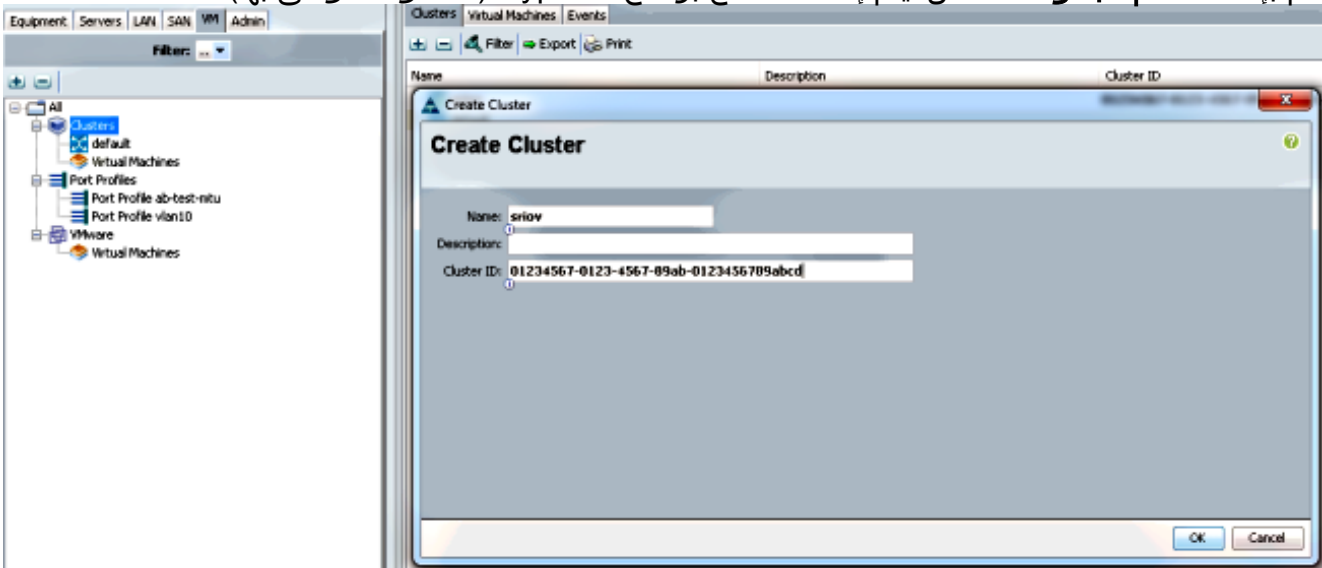 Equipment Servers LAN SAN VM Admin
Filter: ...
All
Clusters
default
Virtual Machines
Port Profiles
Port Profile ab-test-mtu
Port Profile vlan10
VMware
Virtual Machines
Clusters Virtual Machines Events
Filter Export Print
Name Description Cluster ID
Create Cluster
Create Cluster
Name: sriov
Description:
Cluster ID: 01234567-0123-4567-89ab-0123456789abcd
OK Cancel